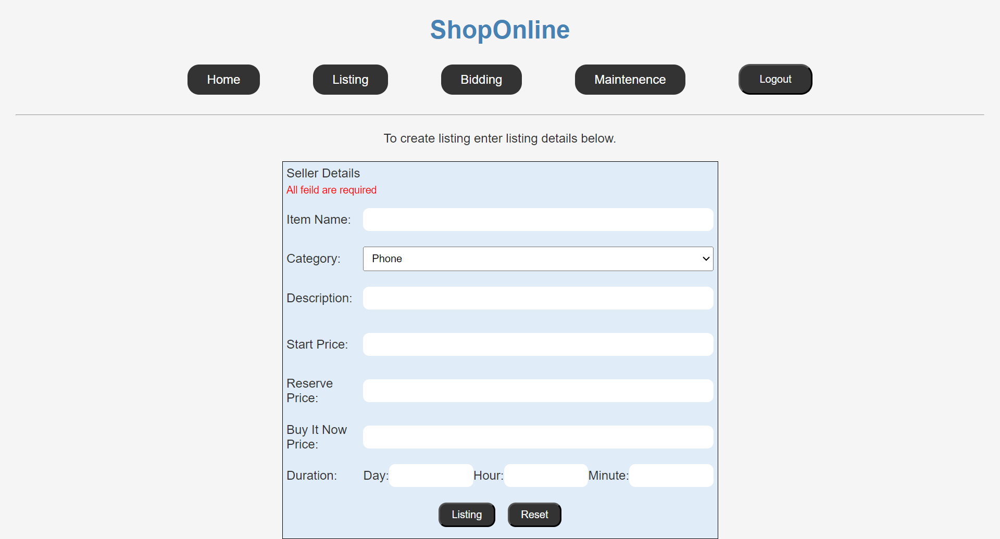 ShopOnline
Home Listing Bidding Maintenence Logout
To create listing enter listing details below.
Seller Details
All feild are required
Item Name:
Category: Phone
Description:
Start Price:
Reserve
Price:
Buy It Now
Price:
Duration: Day: Hour: Minute:
Listing Reset